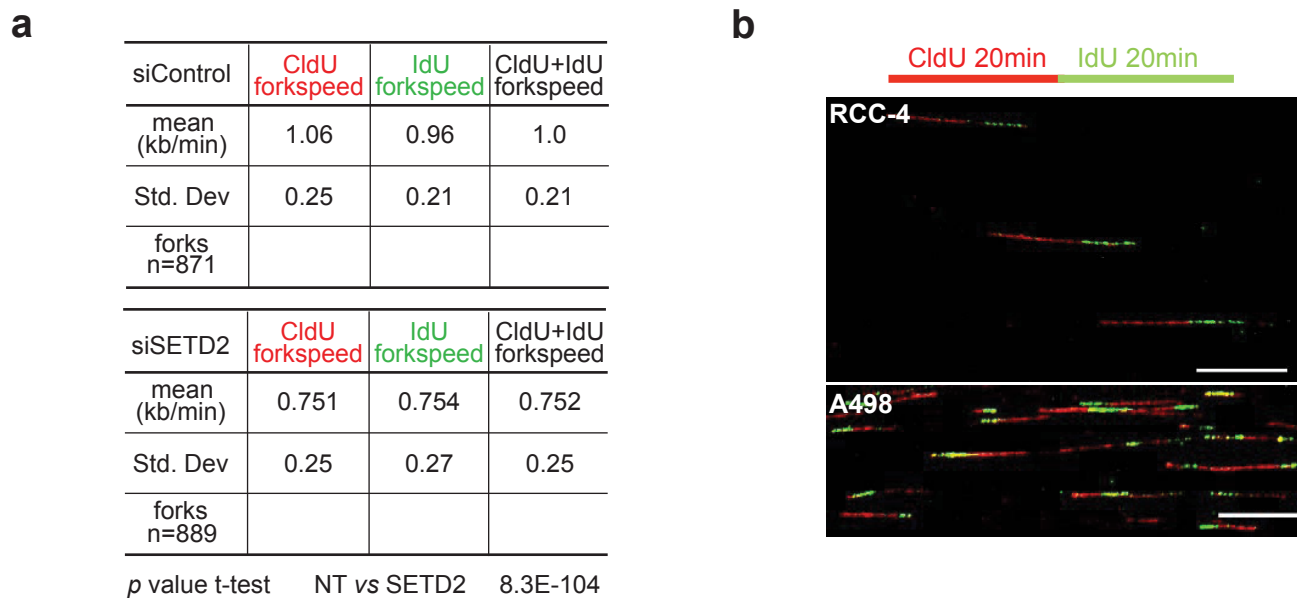 a
siControl CldU forkspeed IdU forkspeed CldU+IdU forkspeed
mean (kb/min) 1.06 0.96 1.0
Std. Dev 0.25 0.21 0.21
forks n=871
siSETD2 CldU forkspeed IdU forkspeed CldU+IdU forkspeed
mean (kb/min) 0.751 0.754 0.752
Std. Dev 0.25 0.27 0.25
forks n=889
p value t-test NT vs SETD2 8.3E-104
b
CldU 20min IdU 20min
RCC-4
A498